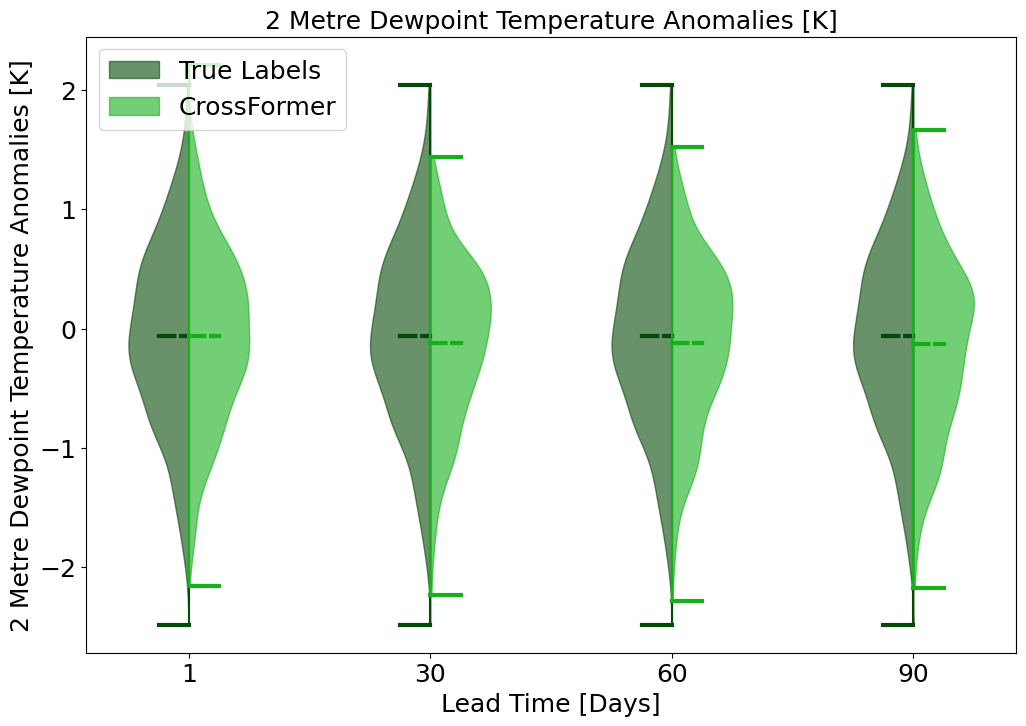 2 Metre Dewpoint Temperature Anomalies [K]
2 Metre Dewpoint Temperature Anomalies [K]
True Labels
CrossFormer
2
1
0
−1
−2
1 30 60 90
Lead Time [Days]